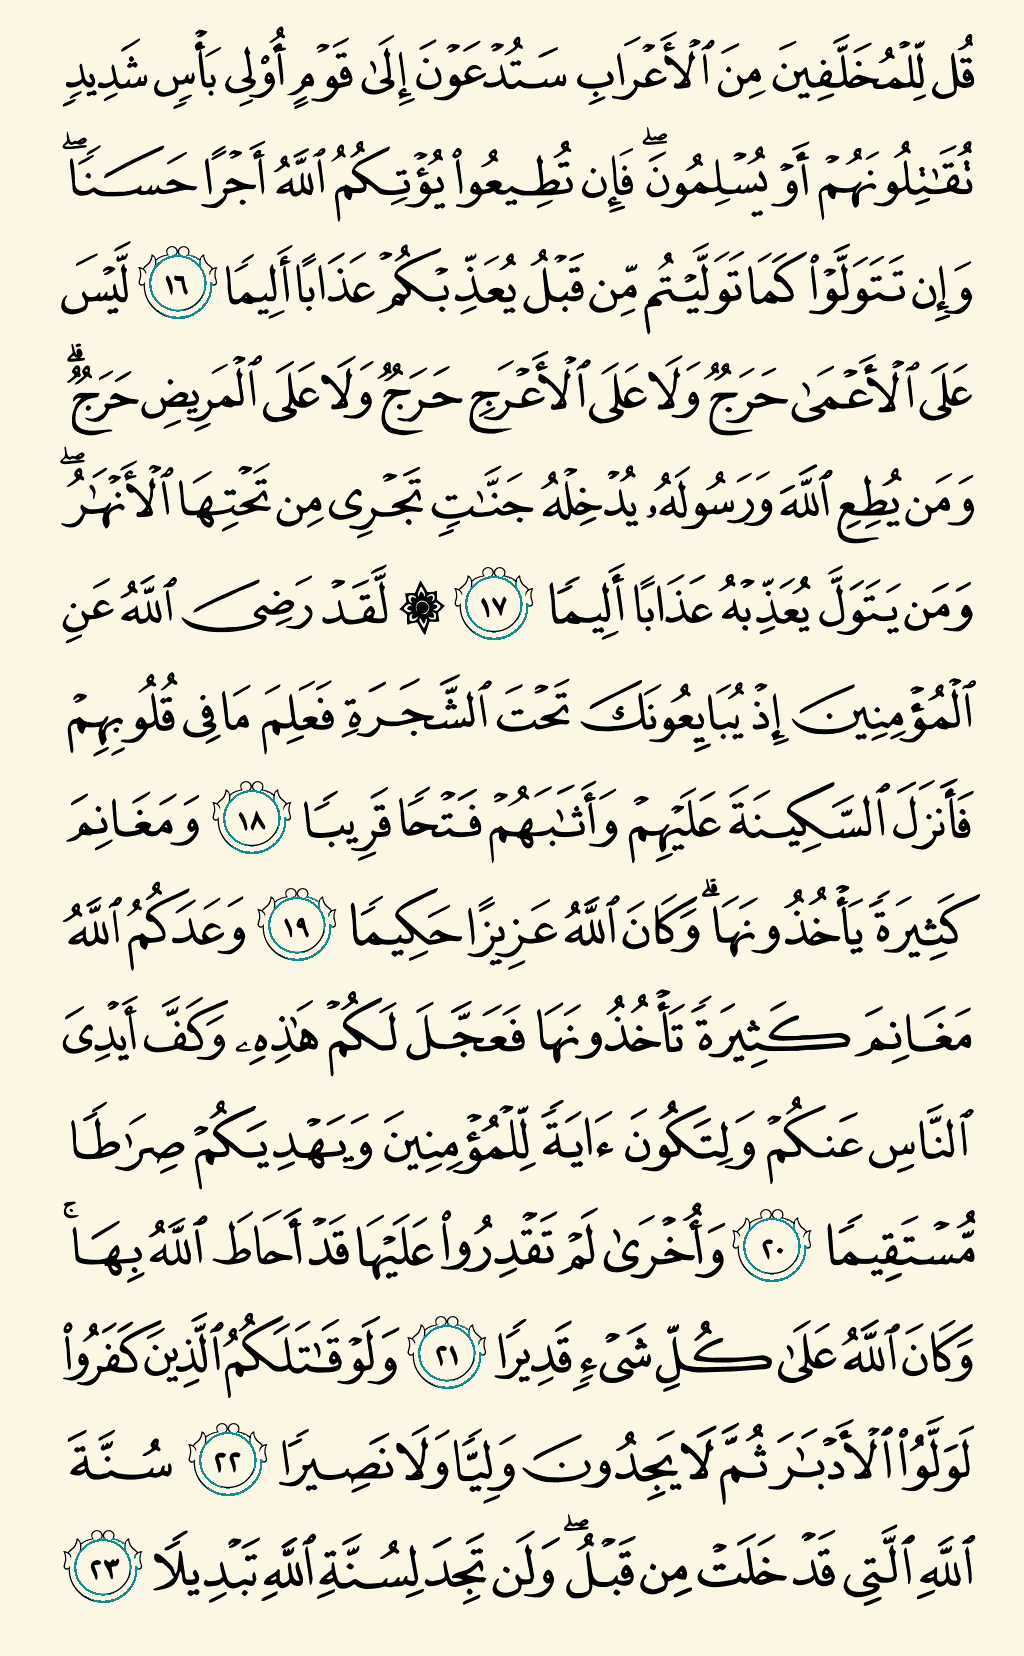 قُل لِّلْمُخَلَّفِينَ مِنَ ٱلْأَعْرَابِ سَتُدْعَوْنَ إِلَىٰ قَوْمٍ أُو۟لِى بَأْسٍ شَدِيدٍ
تُقَـٰتِلُونَهُمْ أَوْ يُسْلِمُونَ ۖ فَإِن تُطِيعُوا۟ يُؤْتِكُمُ ٱللَّهُ أَجْرًا حَسَنًا ۖ
وَإِن تَتَوَلَّوْا۟ كَمَا تَوَلَّيْتُم مِّن قَبْلُ يُعَذِّبْكُمْ عَذَابًا أَلِيمًا ١٦ لَّيْسَ
عَلَى ٱلْأَعْمَىٰ حَرَجٌ وَلَا عَلَى ٱلْأَعْرَجِ حَرَجٌ وَلَا عَلَى ٱلْمَرِيضِ حَرَجٌ ۗ
وَمَن يُطِعِ ٱللَّهَ وَرَسُولَهُۥ يُدْخِلْهُ جَنَّـٰتٍ تَجْرِى مِن تَحْتِهَا ٱلْأَنْهَـٰرُ ۖ
وَمَن يَتَوَلَّ يُعَذِّبْهُ عَذَابًا أَلِيمًا ١٧ ۞ لَّقَدْ رَضِىَ ٱللَّهُ عَنِ
ٱلْمُؤْمِنِينَ إِذْ يُبَايِعُونَكَ تَحْتَ ٱلشَّجَرَةِ فَعَلِمَ مَا فِى قُلُوبِهِمْ
فَأَنزَلَ ٱلسَّكِينَةَ عَلَيْهِمْ وَأَثَـٰبَهُمْ فَتْحًا قَرِيبًا ١٨ وَمَغَانِمَ
كَثِيرَةً يَأْخُذُونَهَا ۗ وَكَانَ ٱللَّهُ عَزِيزًا حَكِيمًا ١٩ وَعَدَكُمُ ٱللَّهُ
مَغَانِمَ كَثِيرَةً تَأْخُذُونَهَا فَعَجَّلَ لَكُمْ هَـٰذِهِۦ وَكَفَّ أَيْدِىَ
ٱلنَّاسِ عَنكُمْ وَلِتَكُونَ ءَايَةً لِّلْمُؤْمِنِينَ وَيَهْدِيَكُمْ صِرَٰطًا
مُّسْتَقِيمًا ٢٠ وَأُخْرَىٰ لَمْ تَقْدِرُوا۟ عَلَيْهَا قَدْ أَحَاطَ ٱللَّهُ بِهَا ۚ
وَكَانَ ٱللَّهُ عَلَىٰ كُلِّ شَىْءٍ قَدِيرًا ٢١ وَلَوْ قَـٰتَلَكُمُ ٱلَّذِينَ كَفَرُوا۟
لَوَلَّوُا۟ ٱلْأَدْبَـٰرَ ثُمَّ لَا يَجِدُونَ وَلِيًّا وَلَا نَصِيرًا ٢٢ سُنَّةَ
ٱللَّهِ ٱلَّتِى قَدْ خَلَتْ مِن قَبْلُ ۖ وَلَن تَجِدَ لِسُنَّةِ ٱللَّهِ تَبْدِيلًا ٢٣